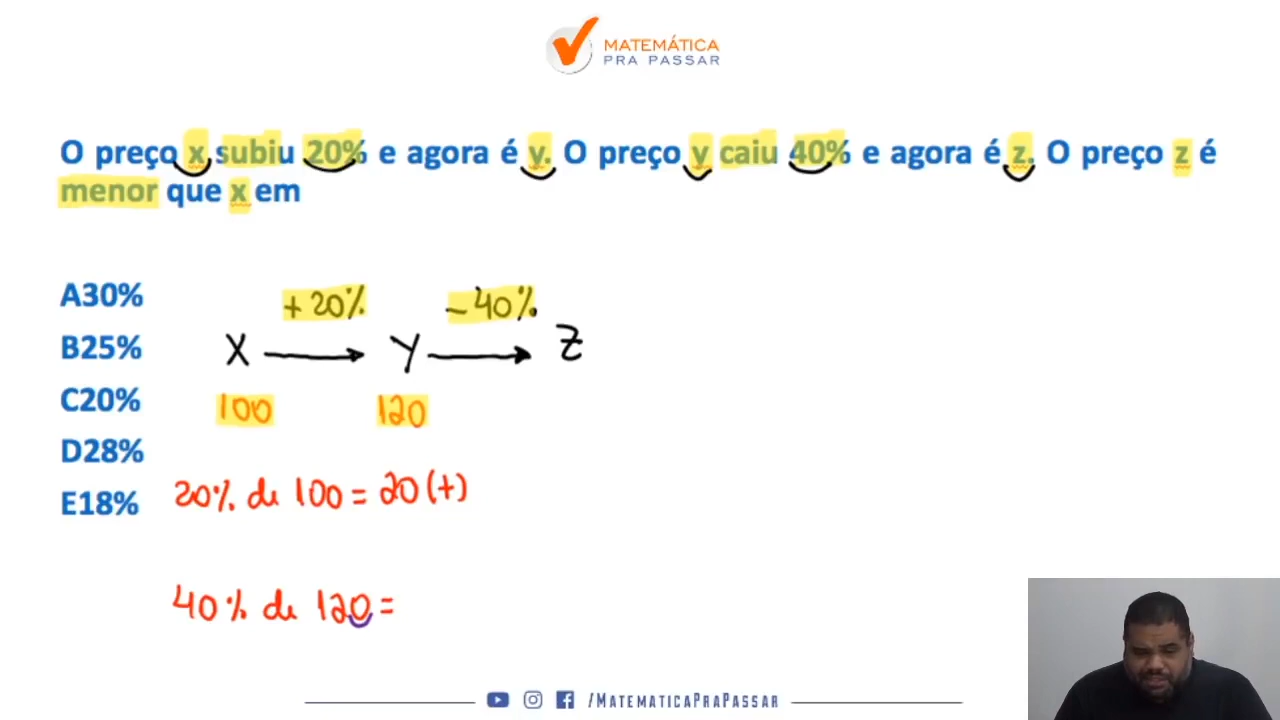 MATEMÁTICA
PRA PASSAR
O preço x subiu 20% e agora é y. O preço y caiu 40% e agora é z. O preço z é
menor que x em
A30%
+20% -40%
B25%
X Y Z
C20%
100 120
D28%
20% de 100 = 20 (+)
E18%
40% de 120 =
/MATEMATICAPRAPASSAR